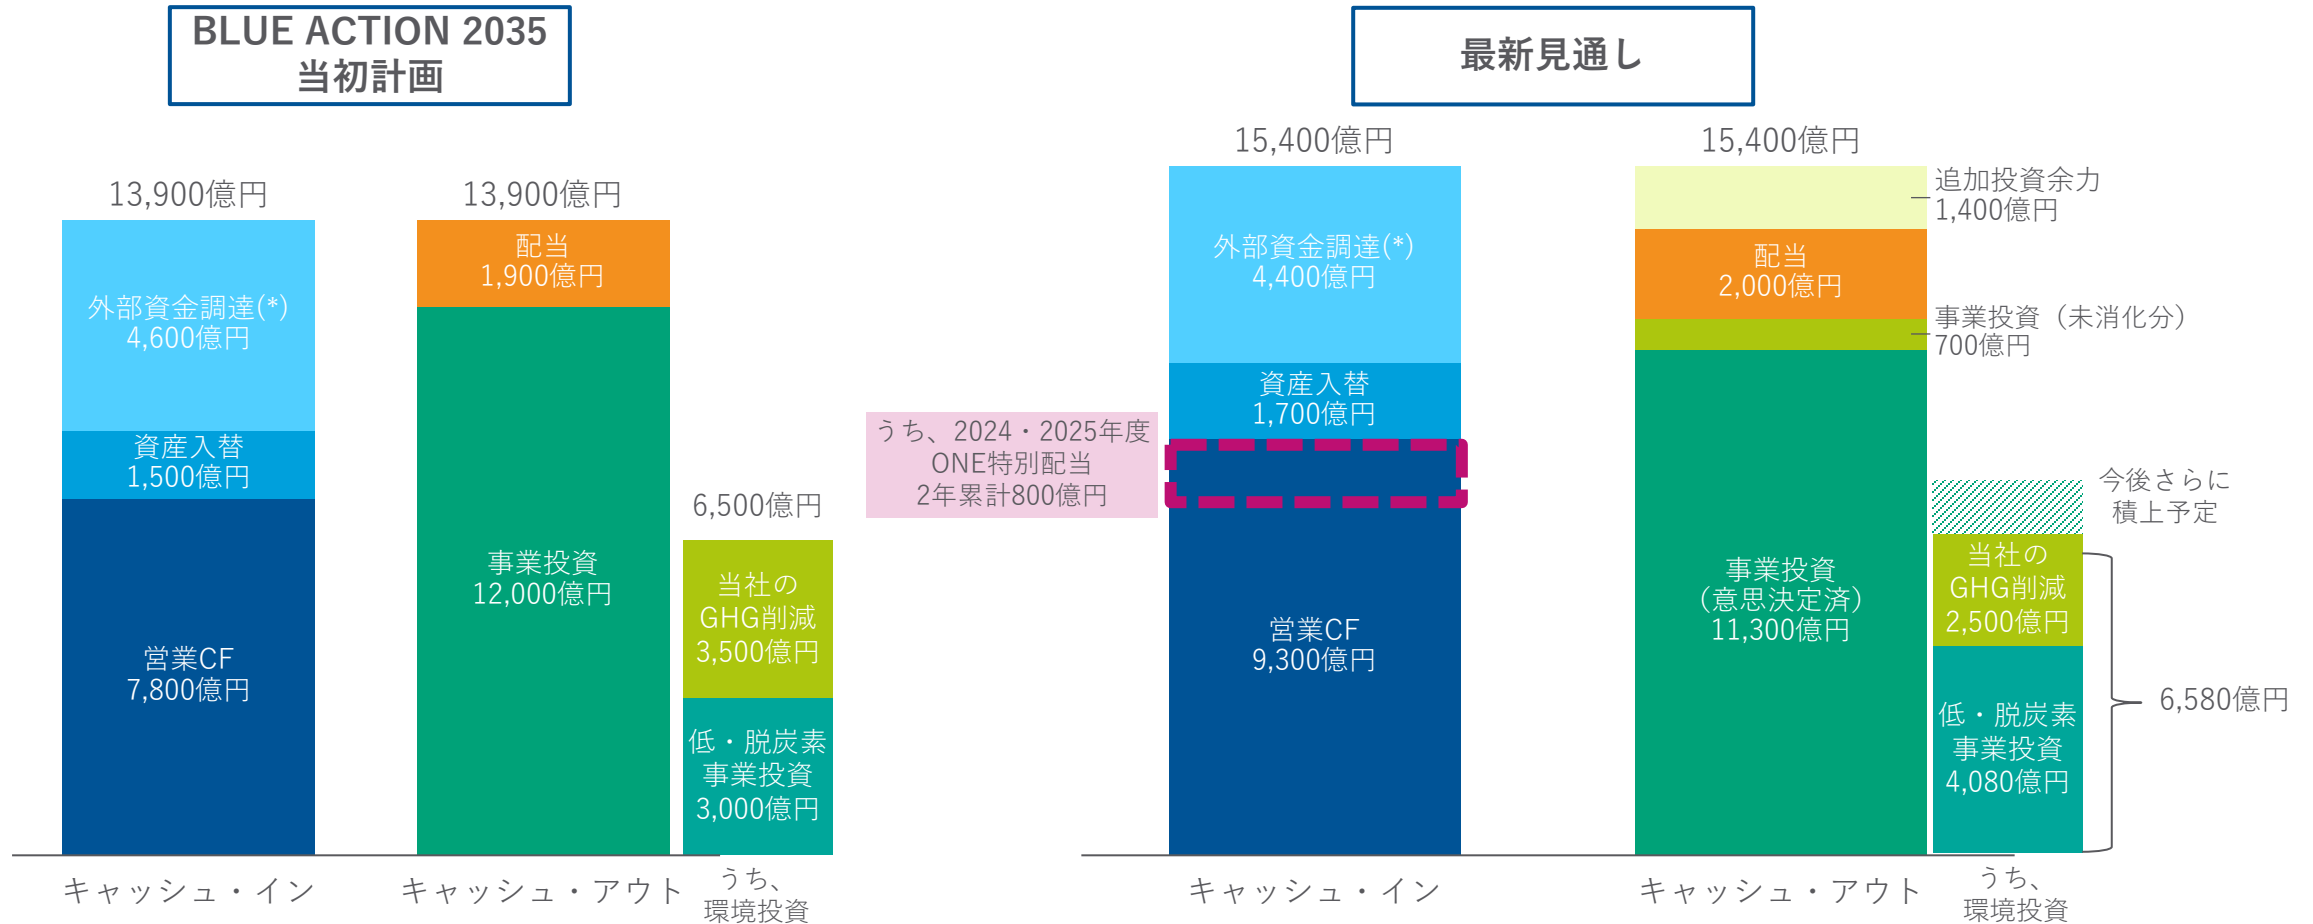 BLUE ACTION 2035
当初計画
13,900億円
外部資金調達(*)
4,600億円
資産入替
1,500億円
営業CF
7,800億円
キャッシュ・イン
13,900億円
配当
1,900億円
事業投資
12,000億円
キャッシュ・アウト
6,500億円
当社の
GHG削減
3,500億円
低・脱炭素
事業投資
3,000億円
うち、
環境投資
最新見通し
15,400億円
外部資金調達(*)
4,400億円
資産入替
1,700億円
うち、2024・2025年度
ONE特別配当
2年累計800億円
営業CF
9,300億円
キャッシュ・イン
15,400億円
追加投資余力
1,400億円
配当
2,000億円
事業投資（未消化分）
700億円
事業投資
（意思決定済）
11,300億円
キャッシュ・アウト
今後さらに
積上予定
当社の
GHG削減
2,500億円
低・脱炭素
事業投資
4,080億円
6,580億円
うち、
環境投資